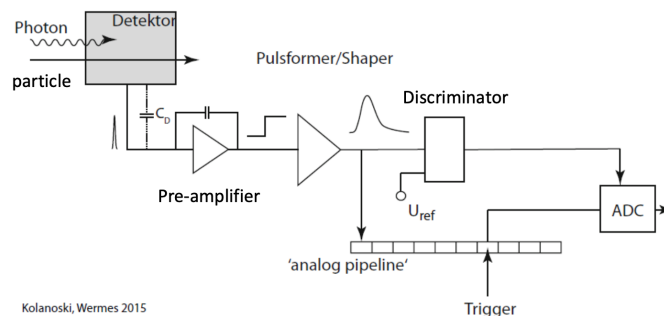 Detektor
Photon
particle
Pulsformer/Shaper
C_D
Discriminator
Pre-amplifier
U_ref
ADC
'analog pipeline'
Trigger
Kolanoski, Wermes 2015